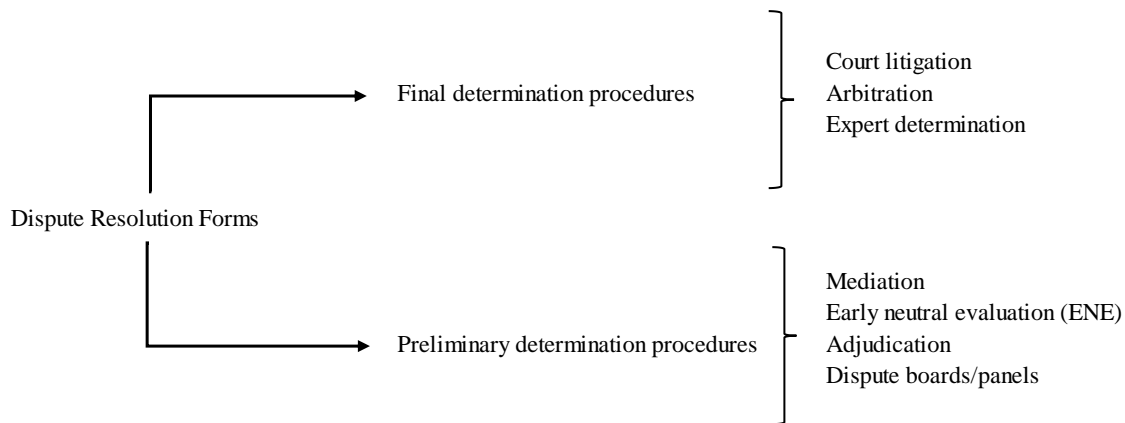 Dispute Resolution Forms
Final determination procedures
Court litigation
Arbitration
Expert determination
Preliminary determination procedures
Mediation
Early neutral evaluation (ENE)
Adjudication
Dispute boards/panels